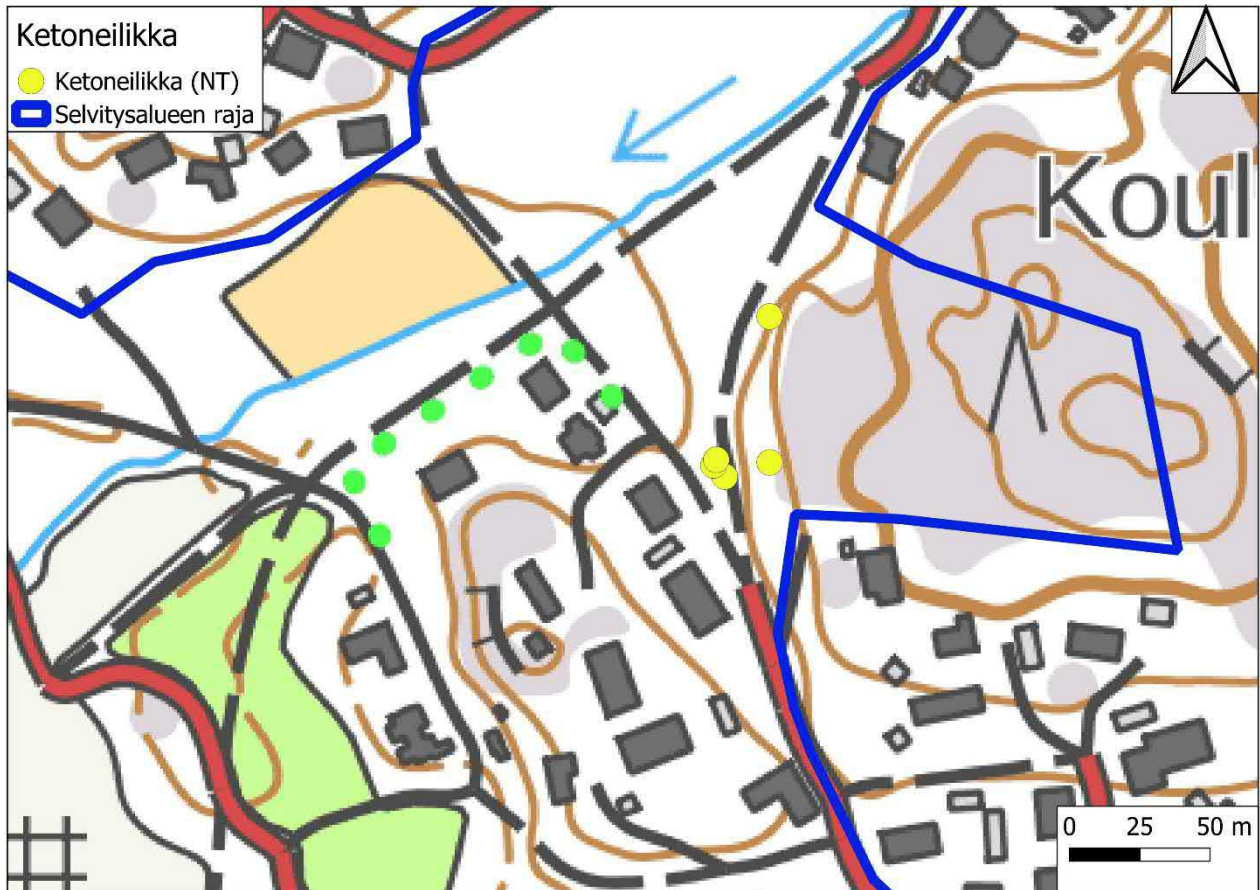 Ketoneilikka
Ketoneilikka (NT)
Selvitysalueen raja
Koul
0 25 50 m